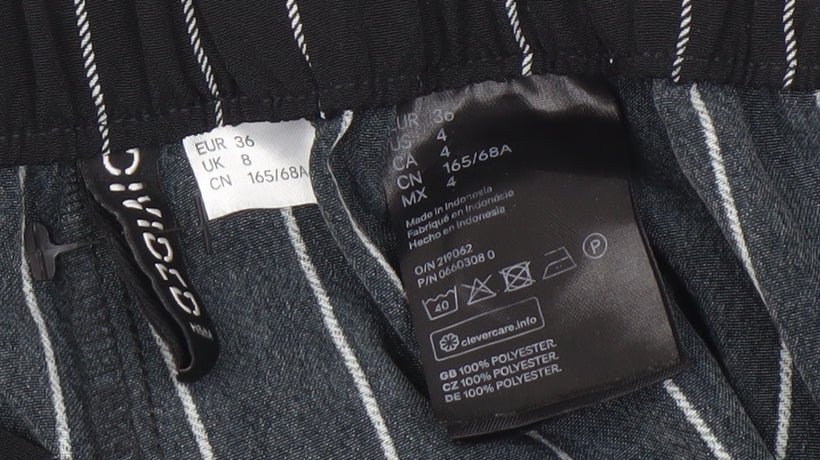 DIVIDED
H&M
EUR 36
UK 8
CN 165/68A
EUR 36
US 4
CA 4
CN 165/68A
MX 4
Made in Indonesia
Fabriqué en Indonésie
Hecho en Indonesia
O/N 219062
P/N 0660308 0
40
P
clevercare.info
GB 100% POLYESTER.
CZ 100% POLYESTER.
DE 100% POLYESTER.